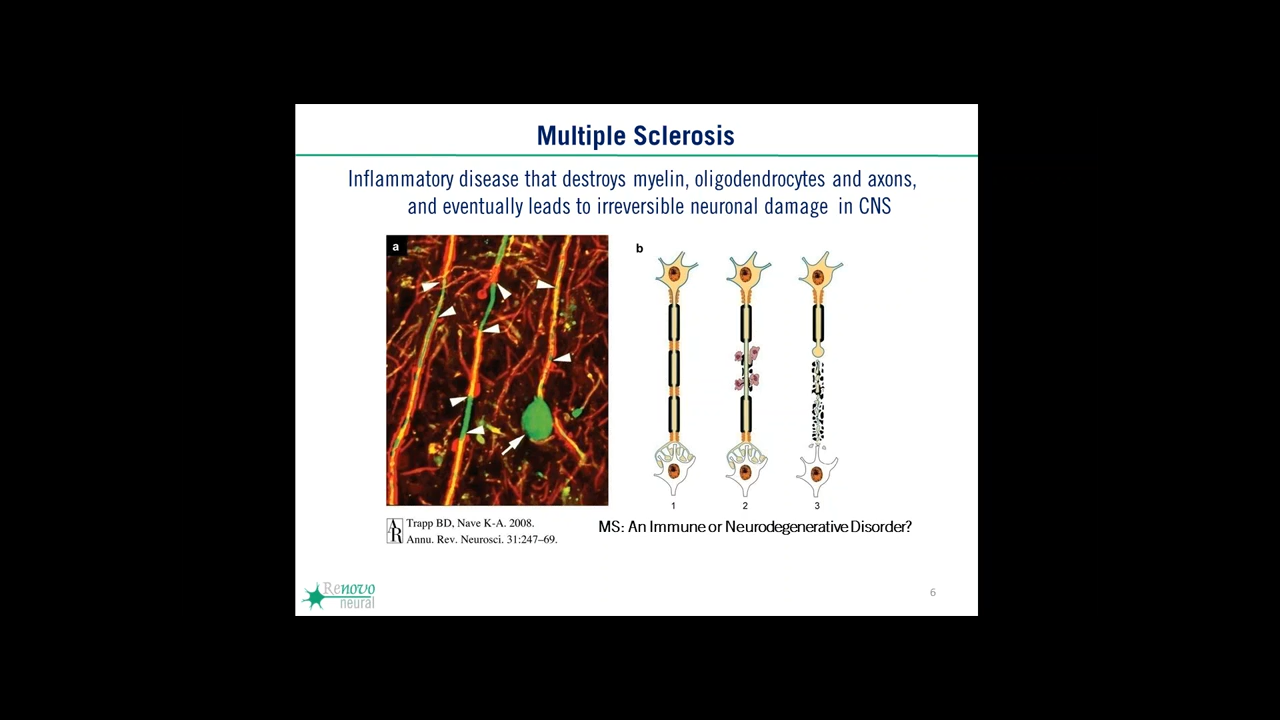 Multiple Sclerosis
Inflammatory disease that destroys myelin, oligodendrocytes and axons,
and eventually leads to irreversible neuronal damage in CNS
a
b
1 2 3
AR Trapp BD, Nave K-A. 2008.
Annu. Rev. Neurosci. 31:247–69.
MS: An Immune or Neurodegenerative Disorder?
Renovo
neural
6